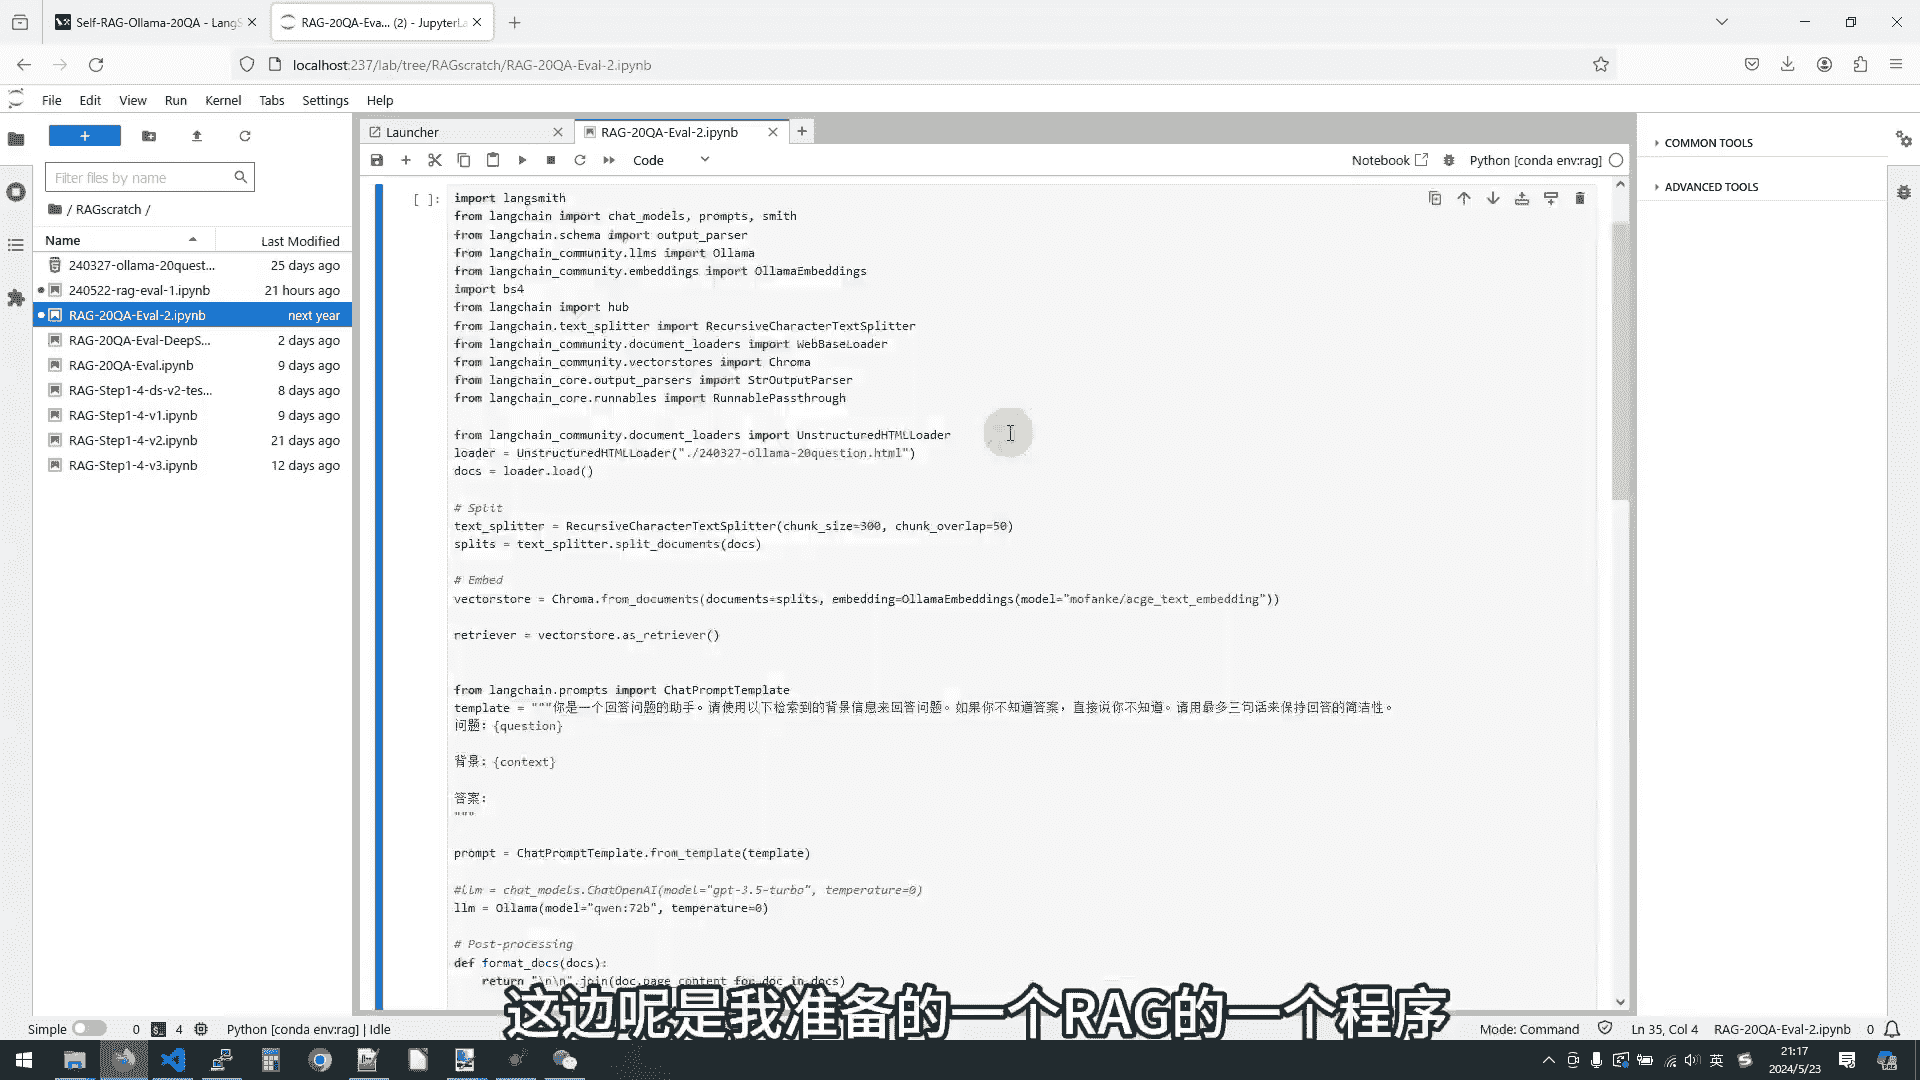 Self-RAG-Ollama-20QA - LangS
RAG-20QA-Eva... (2) - JupyterLa
localhost:237/lab/tree/RAGscratch/RAG-20QA-Eval-2.ipynb
File Edit View Run Kernel Tabs Settings Help
Launcher
RAG-20QA-Eval-2.ipynb
Code
Notebook
Python [conda env:rag]
Filter files by name
/ RAGscratch /
Name Last Modified
240327-ollama-20quest... 25 days ago
240522-rag-eval-1.ipynb 21 hours ago
RAG-20QA-Eval-2.ipynb next year
RAG-20QA-Eval-DeepS... 2 days ago
RAG-20QA-Eval.ipynb 9 days ago
RAG-Step1-4-ds-v2-tes... 8 days ago
RAG-Step1-4-v1.ipynb 9 days ago
RAG-Step1-4-v2.ipynb 21 days ago
RAG-Step1-4-v3.ipynb 12 days ago
[ ]:
import langsmith
from langchain import chat_models, prompts, smith
from langchain.schema import output_parser
from langchain_community.llms import Ollama
from langchain_community.embeddings import OllamaEmbeddings
import bs4
from langchain import hub
from langchain.text_splitter import RecursiveCharacterTextSplitter
from langchain_community.document_loaders import WebBaseLoader
from langchain_community.vectorstores import Chroma
from langchain_core.output_parsers import StrOutputParser
from langchain_core.runnables import RunnablePassthrough
from langchain_community.document_loaders import UnstructuredHTMLLoader
loader = UnstructuredHTMLLoader("./240327-ollama-20question.html")
docs = loader.load()
# Split
text_splitter = RecursiveCharacterTextSplitter(chunk_size=300, chunk_overlap=50)
splits = text_splitter.split_documents(docs)
# Embed
vectorstore = Chroma.from_documents(documents=splits, embedding=OllamaEmbeddings(model="mofanke/acge_text_embedding"))
retriever = vectorstore.as_retriever()
from langchain.prompts import ChatPromptTemplate
template = """你是一个回答问题的助手。请使用以下检索到的背景信息来回答问题。如果你不知道答案，直接说你不知道。请用最多三句话来保持回答的简洁性。
问题：{question}
背景：{context}
答案：
"""
prompt = ChatPromptTemplate.from_template(template)
#llm = chat_models.ChatOpenAI(model="gpt-3.5-turbo", temperature=0)
llm = Ollama(model="qwen:72b", temperature=0)
# Post-processing
def format_docs(docs):
return "\n\n".join(doc.page_content for doc in docs)
这边呢是我准备的一个RAG的一个程序
COMMON TOOLS
ADVANCED TOOLS
Simple 0 4 Python [conda env:rag] | Idle
Mode: Command Ln 35, Col 4 RAG-20QA-Eval-2.ipynb 0
英
21:17
2024/5/23